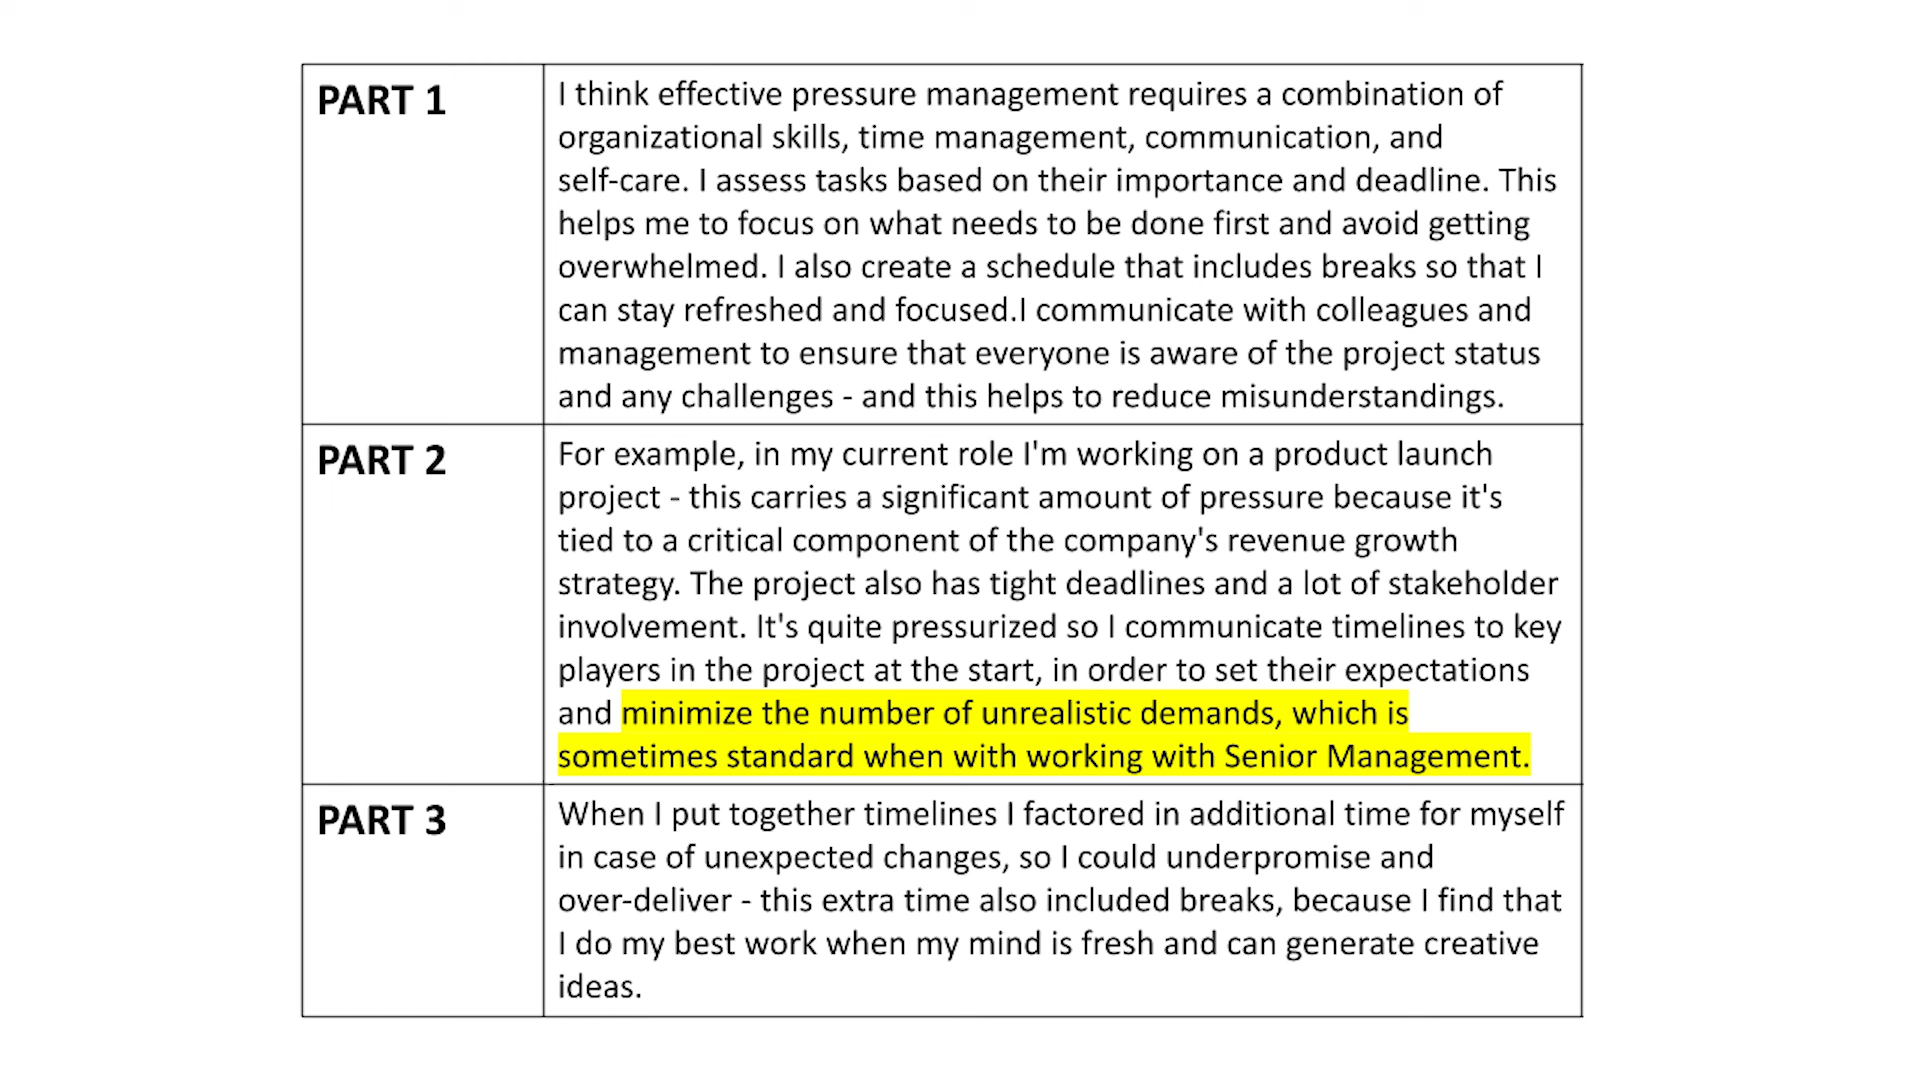 PART 1
I think effective pressure management requires a combination of
organizational skills, time management, communication, and
self-care. I assess tasks based on their importance and deadline. This
helps me to focus on what needs to be done first and avoid getting
overwhelmed. I also create a schedule that includes breaks so that I
can stay refreshed and focused.I communicate with colleagues and
management to ensure that everyone is aware of the project status
and any challenges - and this helps to reduce misunderstandings.
PART 2
For example, in my current role I'm working on a product launch
project - this carries a significant amount of pressure because it's
tied to a critical component of the company's revenue growth
strategy. The project also has tight deadlines and a lot of stakeholder
involvement. It's quite pressurized so I communicate timelines to key
players in the project at the start, in order to set their expectations
and minimize the number of unrealistic demands, which is
sometimes standard when with working with Senior Management.
PART 3
When I put together timelines I factored in additional time for myself
in case of unexpected changes, so I could underpromise and
over-deliver - this extra time also included breaks, because I find that
I do my best work when my mind is fresh and can generate creative
ideas.